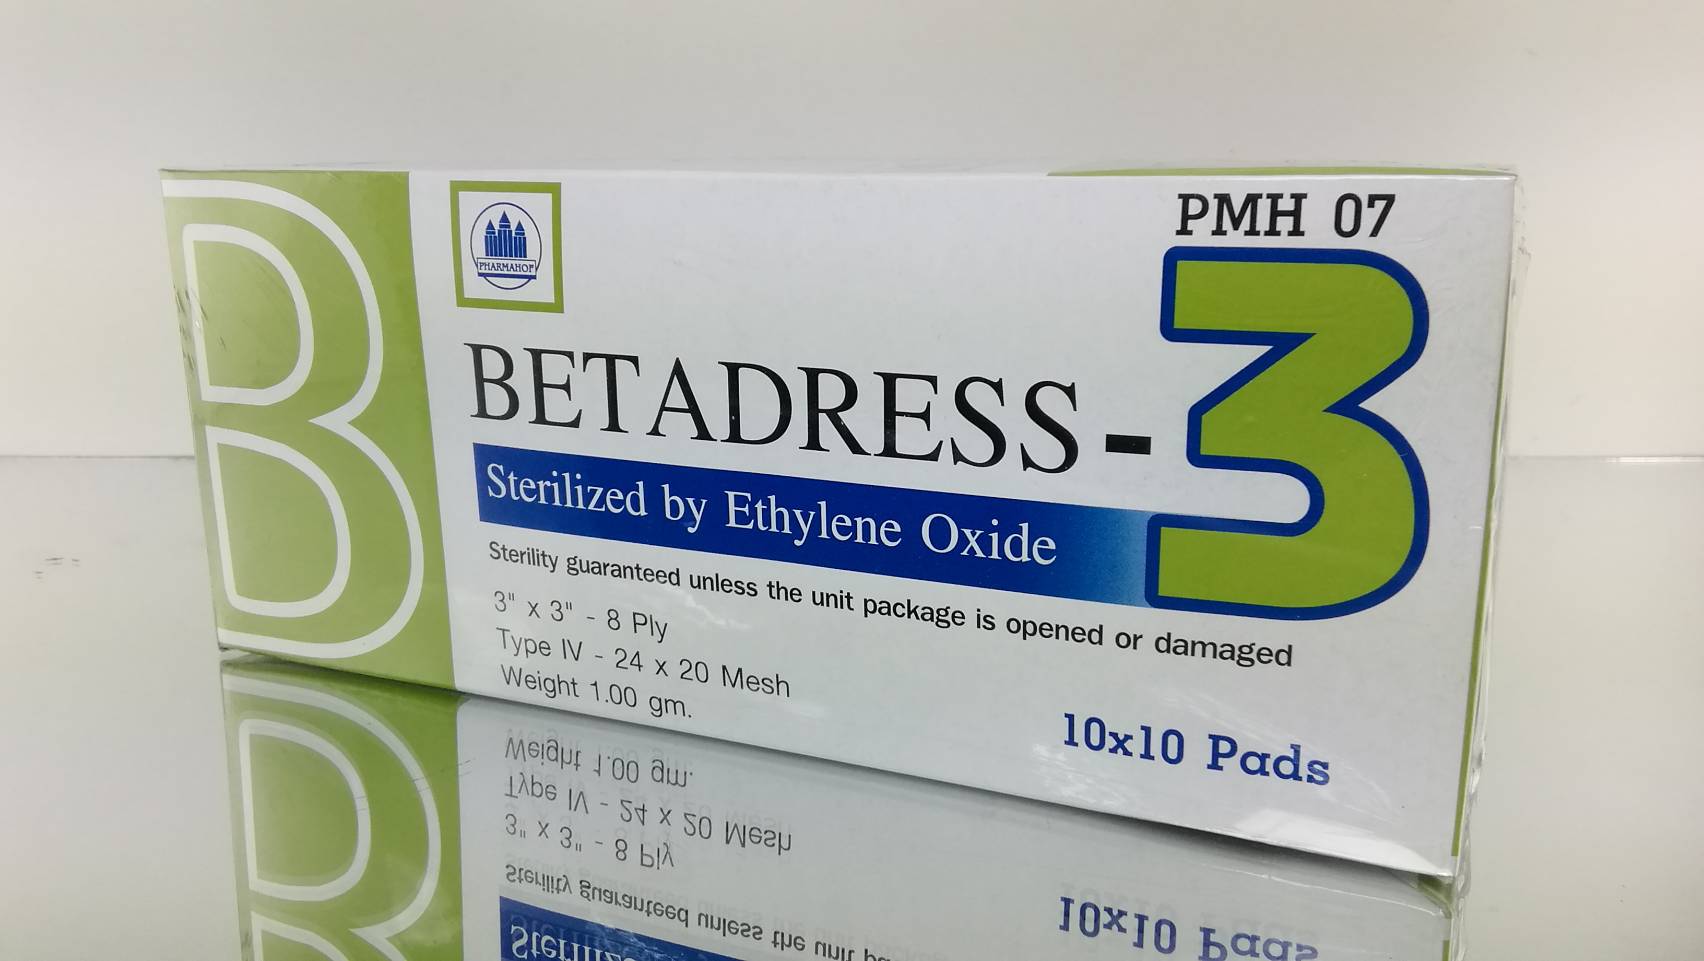 B
PHARMAHOF
PMH 07
BETADRESS - 3
Sterilized by Ethylene Oxide
Sterility guaranteed unless the unit package is opened or damaged
3" x 3" - 8 Ply
Type IV - 24 x 20 Mesh
Weight 1.00 gm.
10x10 Pads